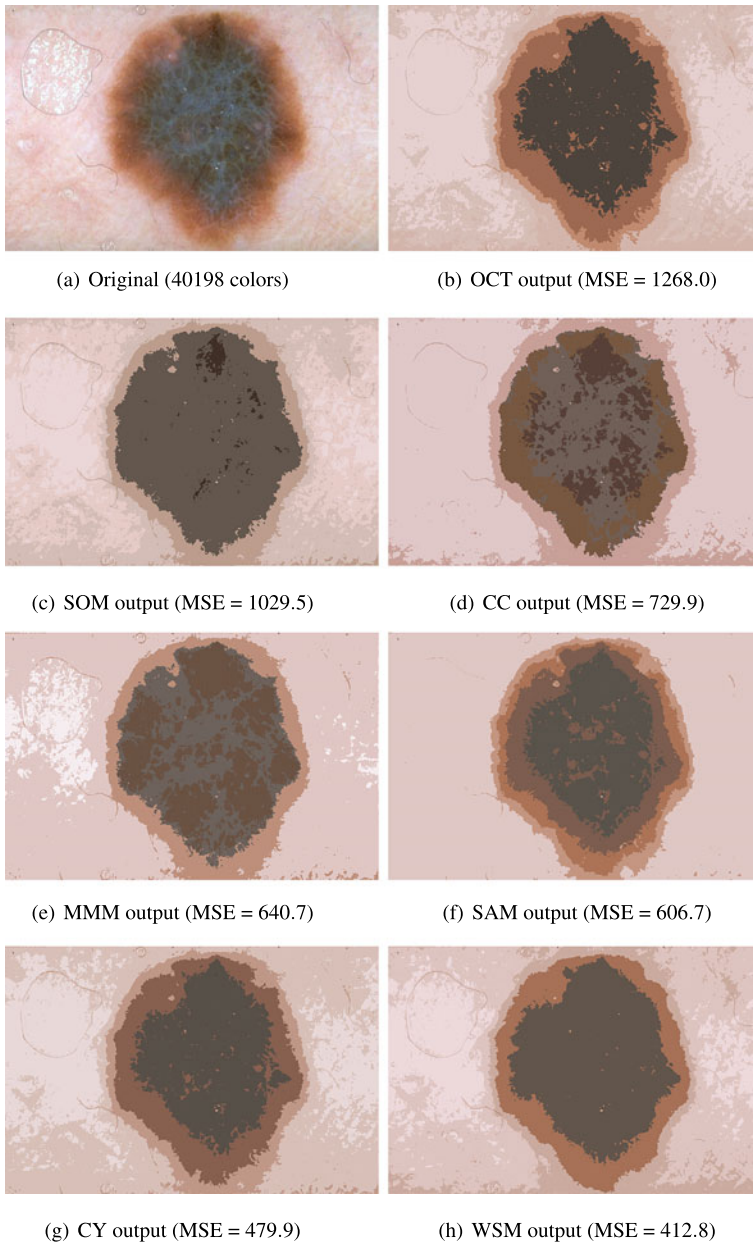 (a) Original (40198 colors)
(b) OCT output (MSE = 1268.0)
(c) SOM output (MSE = 1029.5)
(d) CC output (MSE = 729.9)
(e) MMM output (MSE = 640.7)
(f) SAM output (MSE = 606.7)
(g) CY output (MSE = 479.9)
(h) WSM output (MSE = 412.8)